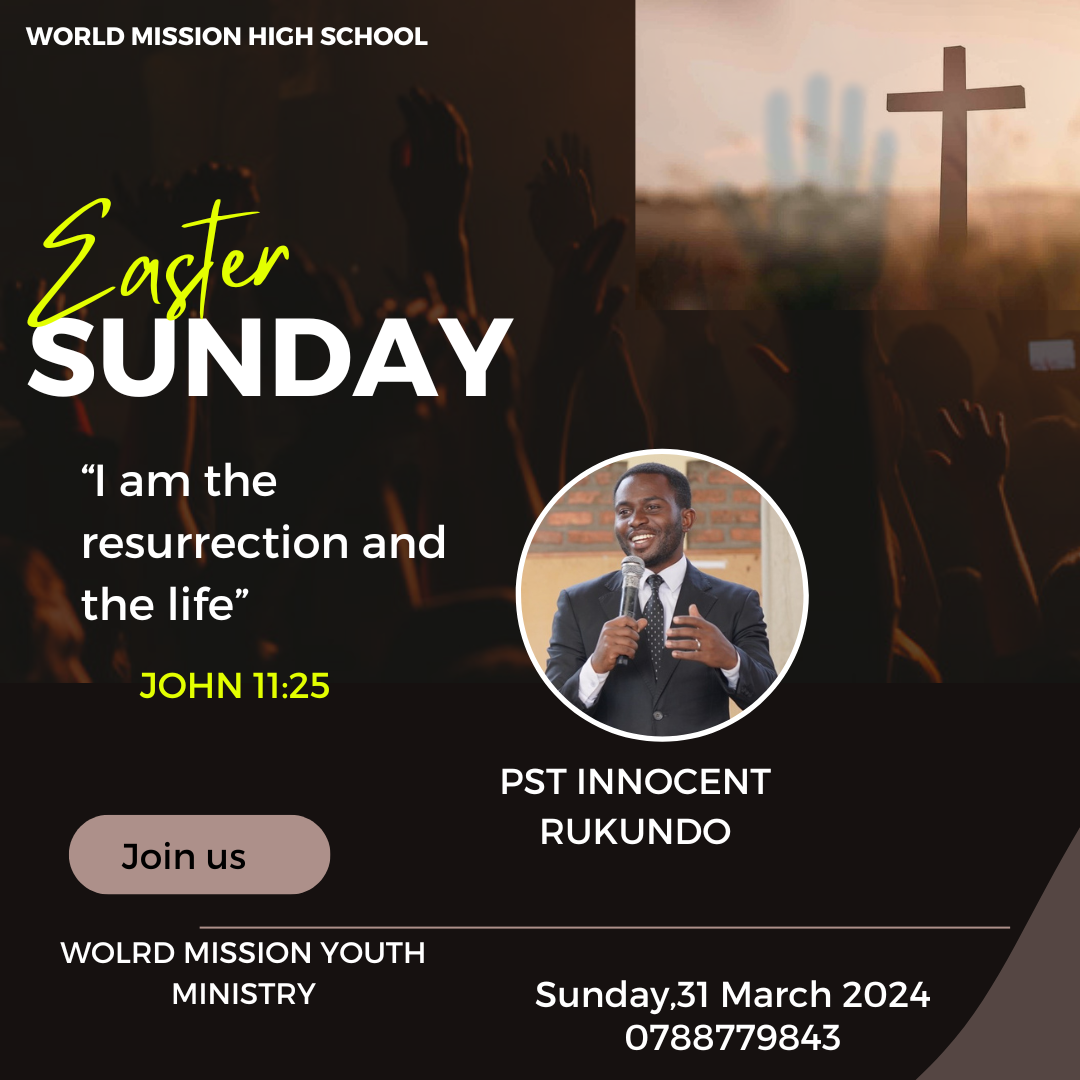 WORLD MISSION HIGH SCHOOL
Easter
SUNDAY
“I am the
resurrection and
the life”
JOHN 11:25
PST INNOCENT
RUKUNDO
Join us
WOLRD MISSION YOUTH
MINISTRY
Sunday,31 March 2024
0788779843